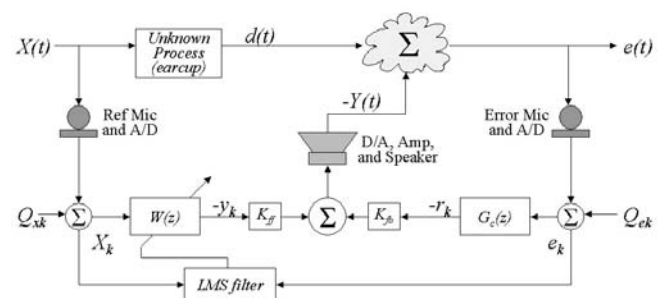 X(t)
Unknown
Process
(earcup)
d(t)
Σ
e(t)
-Y(t)
Ref Mic
and A/D
D/A, Amp,
and Speaker
Error Mic
and A/D
Q_xk
Σ
X_k
W(z)
-y_k
K_ff
Σ
K_fb
-r_k
G_c(z)
Σ
e_k
Q_ek
LMS filter